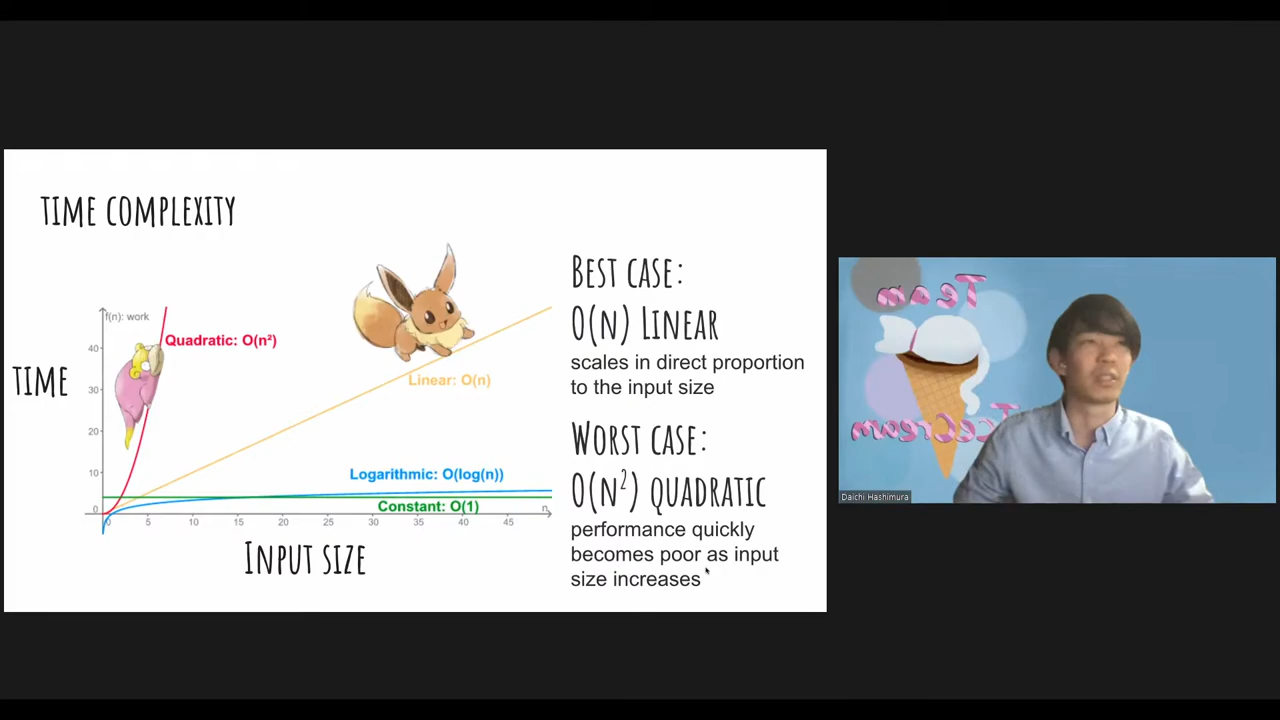 TIME COMPLEXITY
f(n): work
Quadratic: O(n²)
40
30
20
10
0
TIME
Linear: O(n)
Logarithmic: O(log(n))
Constant: O(1)
n
0 5 10 15 20 25 30 35 40 45
INPUT SIZE
BEST CASE:
O(n) LINEAR
scales in direct proportion
to the input size
WORST CASE:
O(n²) QUADRATIC
performance quickly
becomes poor as input
size increases
Team
IceCream
Daichi Hashimura